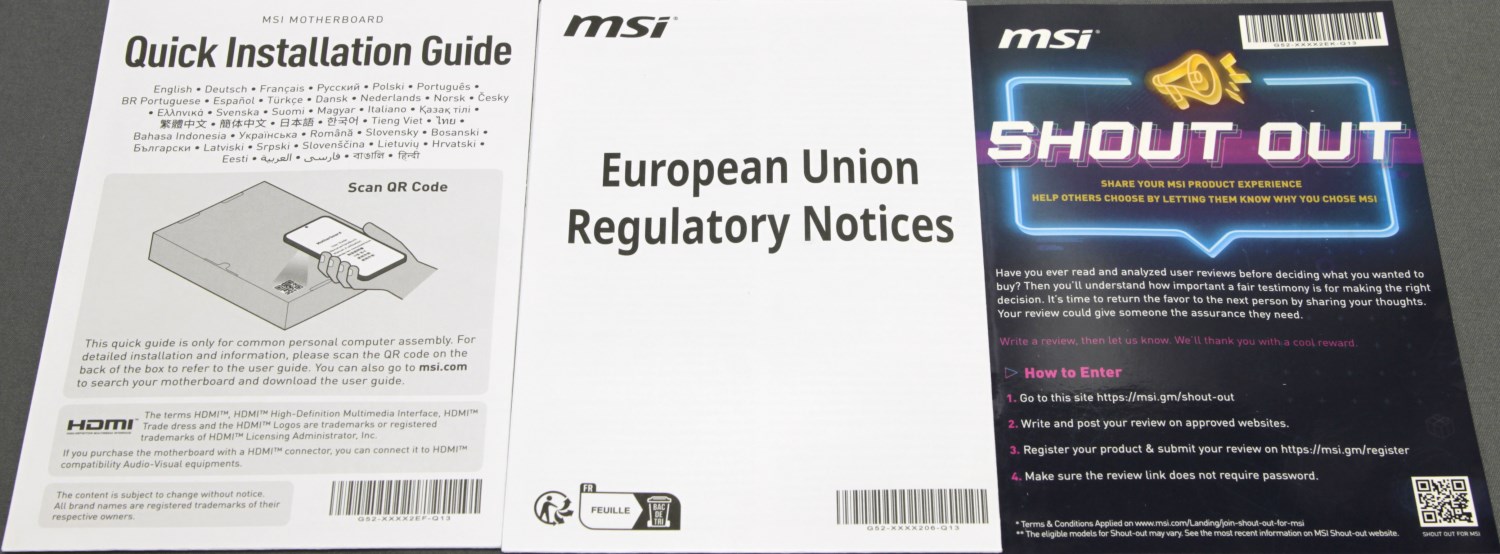 MSI MOTHERBOARD
Quick Installation Guide
English • Deutsch • Français • Русский • Polski • Português •
BR Portuguese • Español • Türkçe • Dansk • Nederlands • Norsk • Česky
• Ελληνικά • Svenska • Suomi • Magyar • Italiano • Қазақ тілі •
繁體中文 • 簡体中文 • 日本語 • 한국어 • Tieng Viet • ไทย •
Bahasa Indonesia • Українська • Română • Slovensky • Bosanski •
Български • Latviski • Srpski • Slovenščina • Lietuvių • Hrvatski •
Eesti • العربية • فارسی • বাঙালি • हिन्दी
Scan QR Code
This quick guide is only for common personal computer assembly. For
detailed installation and information, please scan the QR code on the
back of the box to refer to the user guide. You can also go to msi.com
to search your motherboard and download the user guide.
HDMI™
The terms HDMI™, HDMI™ High-Definition Multimedia Interface, HDMI™
Trade dress and the HDMI™ Logos are trademarks or registered
trademarks of HDMI™ Licensing Administrator, Inc.
If you purchase the motherboard with a HDMI™ connector, you can connect it to HDMI™
compatibility Audio-Visual equipments.
The content is subject to change without notice.
All brand names are registered trademarks of their
respective owners.
G52-XXXX2EF-Q13
msi®
European Union
Regulatory Notices
FR
FEUILLE
BAC
DE
TRI
G52-XXXX206-Q13
msi®
G52-XXXX2EK-Q13
SHOUT OUT
SHARE YOUR MSI PRODUCT EXPERIENCE
HELP OTHERS CHOOSE BY LETTING THEM KNOW WHY YOU CHOSE MSI
Have you ever read and analyzed user reviews before deciding what you wanted to
buy? Then you'll understand how important a fair testimony is for making the right
decision. It's time to return the favor to the next person by sharing your thoughts.
Your review could give someone the assurance they need.
Write a review, then let us know. We'll thank you with a cool reward.
How to Enter
1. Go to this site https://msi.gm/shout-out
2. Write and post your review on approved websites.
3. Register your product & submit your review on https://msi.gm/register
4. Make sure the review link does not require password.
* Terms & Conditions Applied on www.msi.com/Landing/join-shout-out-for-msi
** The eligible models for Shout-out may vary. See the most recent information on MSI Shout-out website.
SHOUT OUT FOR MSI